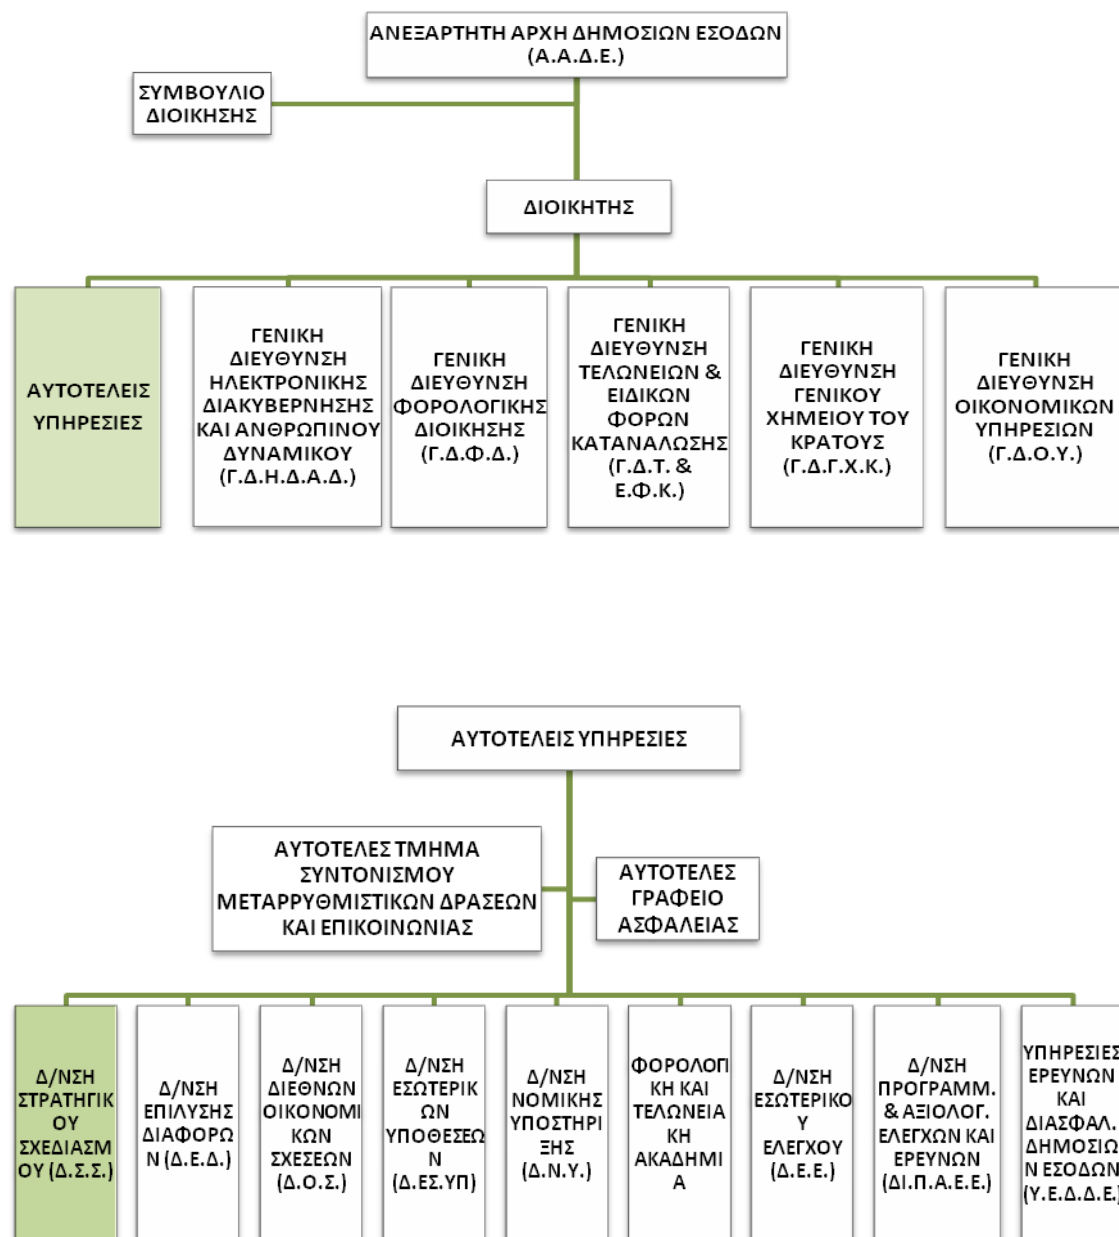 ΑΝΕΞΑΡΤΗΤΗ ΑΡΧΗ ΔΗΜΟΣΙΩΝ ΕΣΟΔΩΝ
(Α.Α.Δ.Ε.)
ΣΥΜΒΟΥΛΙΟ
ΔΙΟΙΚΗΣΗΣ
ΔΙΟΙΚΗΤΗΣ
ΑΥΤΟΤΕΛΕΙΣ
ΥΠΗΡΕΣΙΕΣ
ΓΕΝΙΚΗ
ΔΙΕΥΘΥΝΣΗ
ΗΛΕΚΤΡΟΝΙΚΗΣ
ΔΙΑΚΥΒΕΡΝΗΣΗΣ
ΚΑΙ ΑΝΘΡΩΠΙΝΟΥ
ΔΥΝΑΜΙΚΟΥ
(Γ.Δ.Η.Δ.Α.Δ.)
ΓΕΝΙΚΗ
ΔΙΕΥΘΥΝΣΗ
ΦΟΡΟΛΟΓΙΚΗΣ
ΔΙΟΙΚΗΣΗΣ
(Γ.Δ.Φ.Δ.)
ΓΕΝΙΚΗ
ΔΙΕΥΘΥΝΣΗ
ΤΕΛΩΝΕΙΩΝ &
ΕΙΔΙΚΩΝ
ΦΟΡΩΝ
ΚΑΤΑΝΑΛΩΣΗΣ
(Γ.Δ.Τ. &
Ε.Φ.Κ.)
ΓΕΝΙΚΗ
ΔΙΕΥΘΥΝΣΗ
ΓΕΝΙΚΟΥ
ΧΗΜΕΙΟΥ ΤΟΥ
ΚΡΑΤΟΥΣ
(Γ.Δ.Γ.Χ.Κ.)
ΓΕΝΙΚΗ
ΔΙΕΥΘΥΝΣΗ
ΟΙΚΟΝΟΜΙΚΩΝ
ΥΠΗΡΕΣΙΩΝ
(Γ.Δ.Ο.Υ.)
ΑΥΤΟΤΕΛΕΙΣ ΥΠΗΡΕΣΙΕΣ
ΑΥΤΟΤΕΛΕΣ ΤΜΗΜΑ
ΣΥΝΤΟΝΙΣΜΟΥ
ΜΕΤΑΡΡΥΘΜΙΣΤΙΚΩΝ ΔΡΑΣΕΩΝ
ΚΑΙ ΕΠΙΚΟΙΝΩΝΙΑΣ
ΑΥΤΟΤΕΛΕΣ
ΓΡΑΦΕΙΟ
ΑΣΦΑΛΕΙΑΣ
Δ/ΝΣΗ
ΣΤΡΑΤΗΓΙΚ
ΟΥ
ΣΧΕΔΙΑΣΜ
ΟΥ (Δ.Σ.Σ.)
Δ/ΝΣΗ
ΕΠΙΛΥΣΗΣ
ΔΙΑΦΟΡΩ
Ν (Δ.Ε.Δ.)
Δ/ΝΣΗ
ΔΙΕΘΝΩΝ
ΟΙΚΟΝΟΜΙ
ΚΩΝ
ΣΧΕΣΕΩΝ
(Δ.Ο.Σ.)
Δ/ΝΣΗ
ΕΣΩΤΕΡΙΚ
ΩΝ
ΥΠΟΘΕΣΕΩ
Ν
(Δ.ΕΣ.ΥΠ)
Δ/ΝΣΗ
ΝΟΜΙΚΗΣ
ΥΠΟΣΤΗΡΙ
ΞΗΣ
(Δ.Ν.Υ.)
ΦΟΡΟΛΟΓΙ
ΚΗ ΚΑΙ
ΤΕΛΩΝΕΙΑ
ΚΗ
ΑΚΑΔΗΜΙ
Α
Δ/ΝΣΗ
ΕΣΩΤΕΡΙΚΟ
Υ
ΕΛΕΓΧΟΥ
(Δ.Ε.Ε.)
Δ/ΝΣΗ
ΠΡΟΓΡΑΜΜ.
& ΑΞΙΟΛΟΓ.
ΕΛΕΓΧΩΝ ΚΑΙ
ΕΡΕΥΝΩΝ
(ΔΙ.Π.Α.Ε.Ε.)
ΥΠΗΡΕΣΙΕΣ
ΕΡΕΥΝΩΝ
ΚΑΙ
ΔΙΑΣΦΑΛ.
ΔΗΜΟΣΙΩ
Ν ΕΣΟΔΩΝ
(Υ.Ε.Δ.Δ.Ε.)